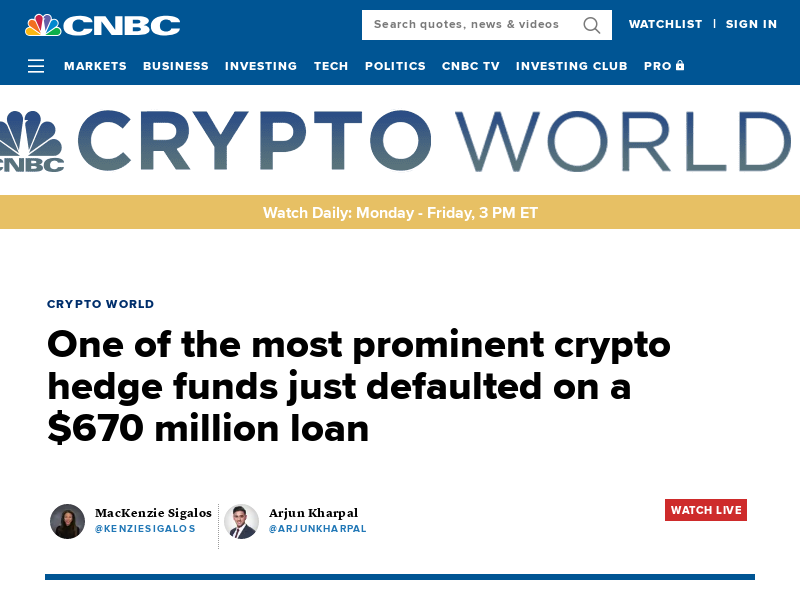 CNBC
Search quotes, news & videos
WATCHLIST | SIGN IN
MARKETS BUSINESS INVESTING TECH POLITICS CNBC TV INVESTING CLUB PRO
CNBC CRYPTO WORLD
Watch Daily: Monday - Friday, 3 PM ET
CRYPTO WORLD
One of the most prominent crypto
hedge funds just defaulted on a
$670 million loan
MacKenzie Sigalos
@KENZIESIGALOS
Arjun Kharpal
@ARJUNKHARPAL
WATCH LIVE